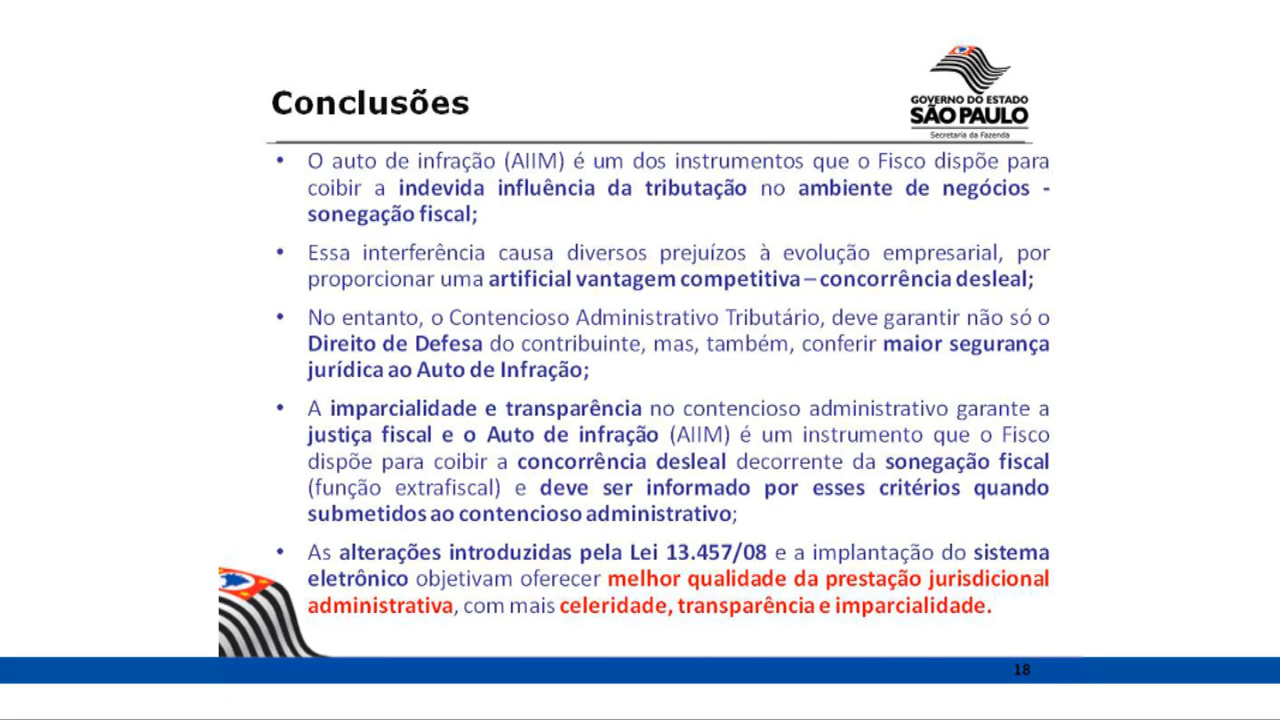 GOVERNO DO ESTADO
SÃO PAULO
Secretaria da Fazenda
Conclusões
• O auto de infração (AIIM) é um dos instrumentos que o Fisco dispõe para
coibir a indevida influência da tributação no ambiente de negócios -
sonegação fiscal;
• Essa interferência causa diversos prejuízos à evolução empresarial, por
proporcionar uma artificial vantagem competitiva – concorrência desleal;
• No entanto, o Contencioso Administrativo Tributário, deve garantir não só o
Direito de Defesa do contribuinte, mas, também, conferir maior segurança
jurídica ao Auto de Infração;
• A imparcialidade e transparência no contencioso administrativo garante a
justiça fiscal e o Auto de infração (AIIM) é um instrumento que o Fisco
dispõe para coibir a concorrência desleal decorrente da sonegação fiscal
(função extrafiscal) e deve ser informado por esses critérios quando
submetidos ao contencioso administrativo;
• As alterações introduzidas pela Lei 13.457/08 e a implantação do sistema
eletrônico objetivam oferecer melhor qualidade da prestação jurisdicional
administrativa, com mais celeridade, transparência e imparcialidade.
18